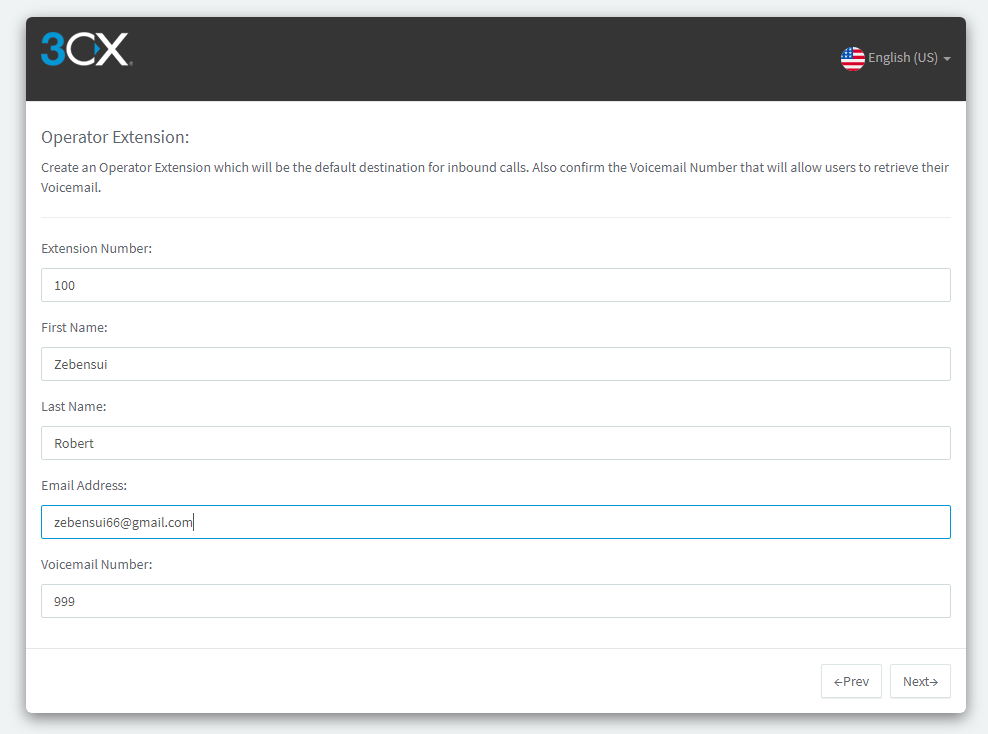 3CX
English (US)
Operator Extension:
Create an Operator Extension which will be the default destination for inbound calls. Also confirm the Voicemail Number that will allow users to retrieve their
Voicemail.
Extension Number:
100
First Name:
Zebensui
Last Name:
Robert
Email Address:
zebensui66@gmail.com
Voicemail Number:
999
←Prev
Next→